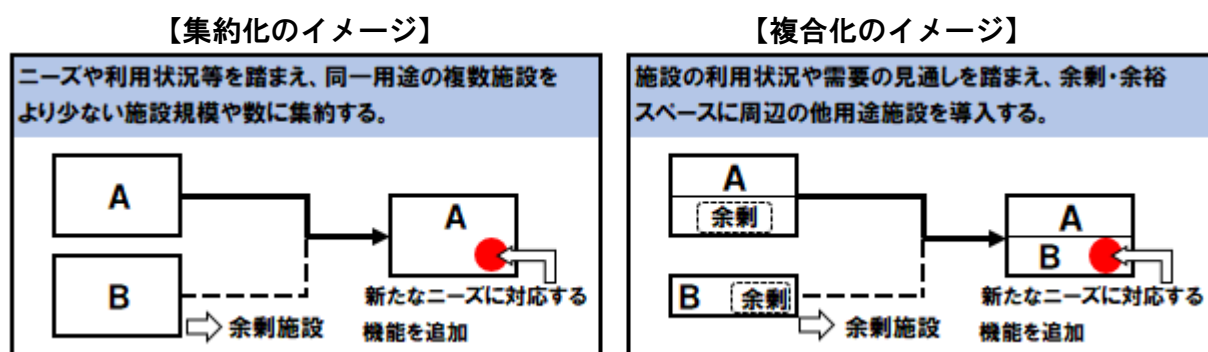 【集約化のイメージ】
ニーズや利用状況等を踏まえ、同一用途の複数施設を
より少ない施設規模や数に集約する。
A
B
A
新たなニーズに対応する
機能を追加
余剰施設
【複合化のイメージ】
施設の利用状況や需要の見通しを踏まえ、余剰・余裕
スペースに周辺の他用途施設を導入する。
A
余剰
B
余剰
A
B
新たなニーズに対応する
機能を追加
余剰施設